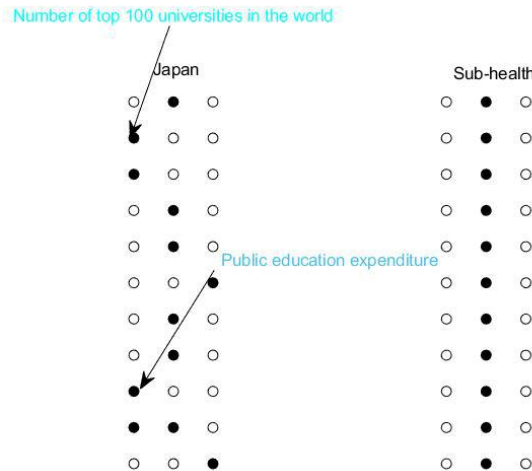 Number of top 100 universities in the world
Japan
Sub-health
Public education expenditure